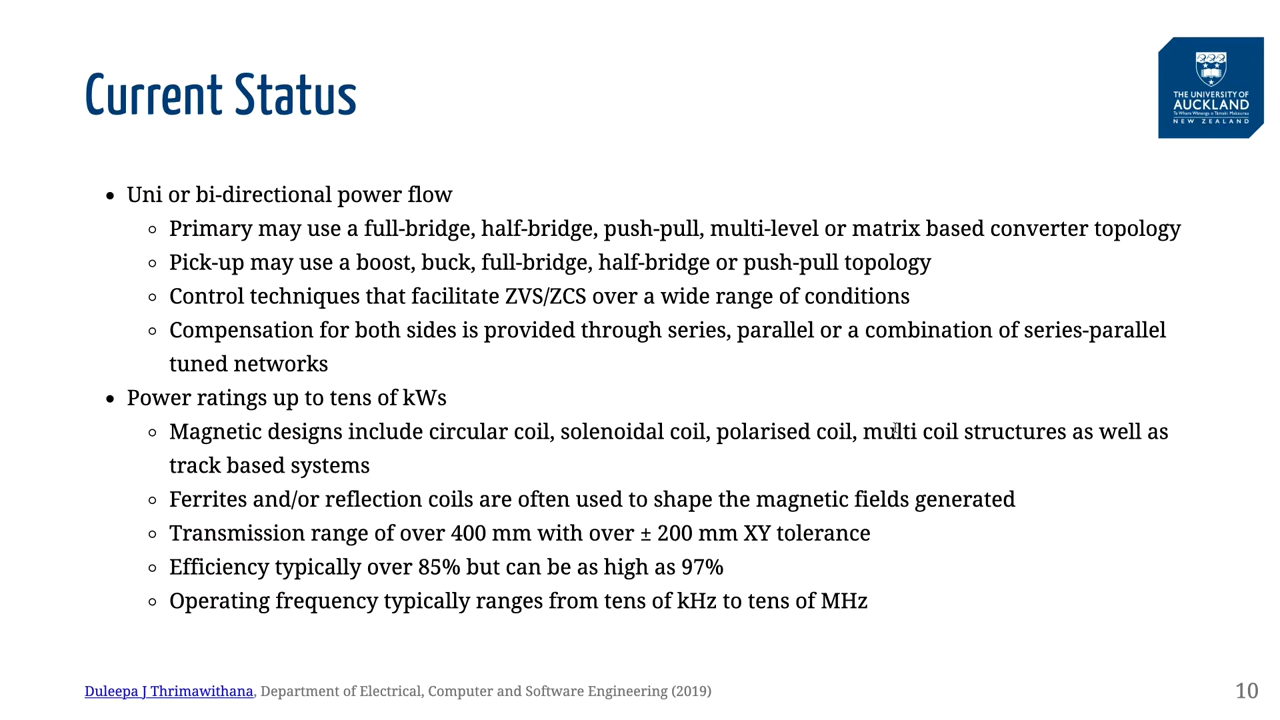 Current Status
THE UNIVERSITY OF
AUCKLAND
Te Whare Wānanga o Tāmaki Makaurau
NEW ZEALAND
• Uni or bi-directional power flow
◦ Primary may use a full-bridge, half-bridge, push-pull, multi-level or matrix based converter topology
◦ Pick-up may use a boost, buck, full-bridge, half-bridge or push-pull topology
◦ Control techniques that facilitate ZVS/ZCS over a wide range of conditions
◦ Compensation for both sides is provided through series, parallel or a combination of series-parallel
tuned networks
• Power ratings up to tens of kWs
◦ Magnetic designs include circular coil, solenoidal coil, polarised coil, multi coil structures as well as
track based systems
◦ Ferrites and/or reflection coils are often used to shape the magnetic fields generated
◦ Transmission range of over 400 mm with over ± 200 mm XY tolerance
◦ Efficiency typically over 85% but can be as high as 97%
◦ Operating frequency typically ranges from tens of kHz to tens of MHz
Duleepa J Thrimawithana, Department of Electrical, Computer and Software Engineering (2019)
10